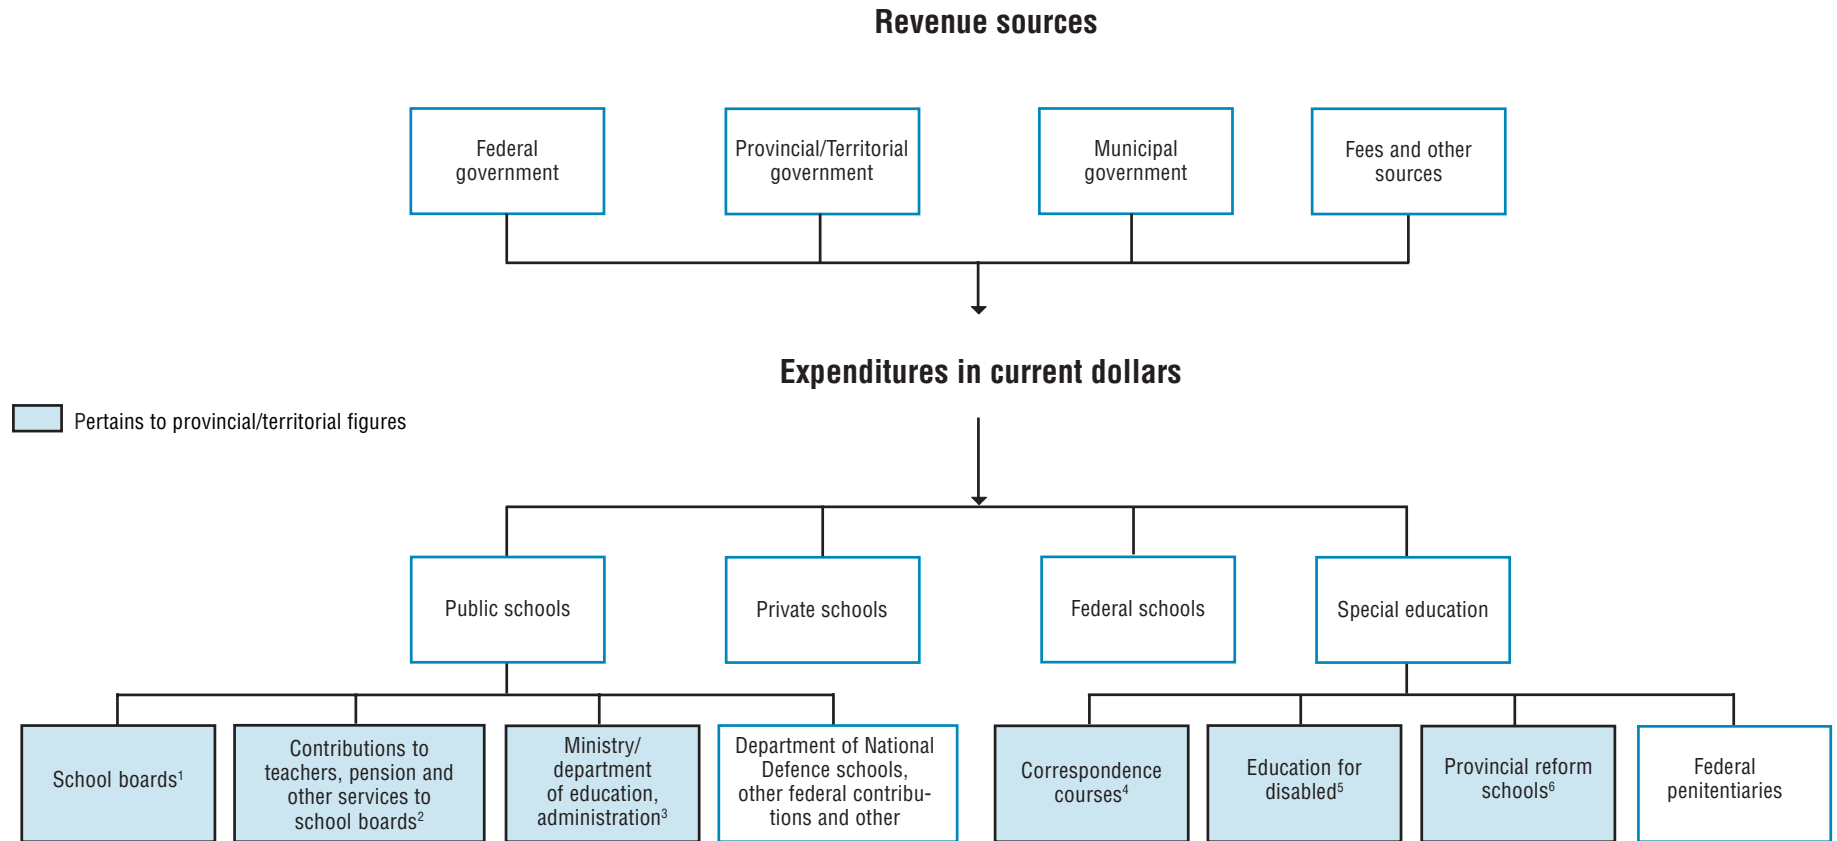 Revenue sources
Federal
government
Provincial/Territorial
government
Municipal
government
Fees and other
sources
Expenditures in current dollars
Pertains to provincial/territorial figures
Public schools
Private schools
Federal schools
Special education
School boards¹
Contributions to
teachers, pension and
other services to
school boards²
Ministry/
department
of education,
administration³
Department of National
Defence schools,
other federal contribu-
tions and other
Correspondence
courses⁴
Education for
disabled⁵
Provincial reform
schools⁶
Federal
penitentiaries